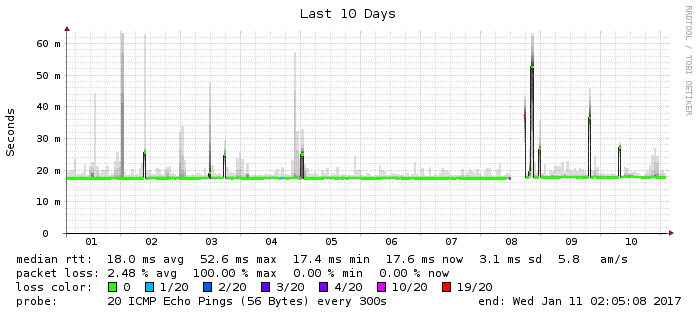 Last 10 Days
RRDTOOL / TOBI OETIKER
Seconds
60 m
50 m
40 m
30 m
20 m
10 m
0
01 02 03 04 05 06 07 08 09 10
median rtt: 18.0 ms avg 52.6 ms max 17.4 ms min 17.6 ms now 3.1 ms sd 5.8 am/s
packet loss: 2.48 % avg 100.00 % max 0.00 % min 0.00 % now
loss color: 0 1/20 2/20 3/20 4/20 10/20 19/20
probe: 20 ICMP Echo Pings (56 Bytes) every 300s end: Wed Jan 11 02:05:08 2017